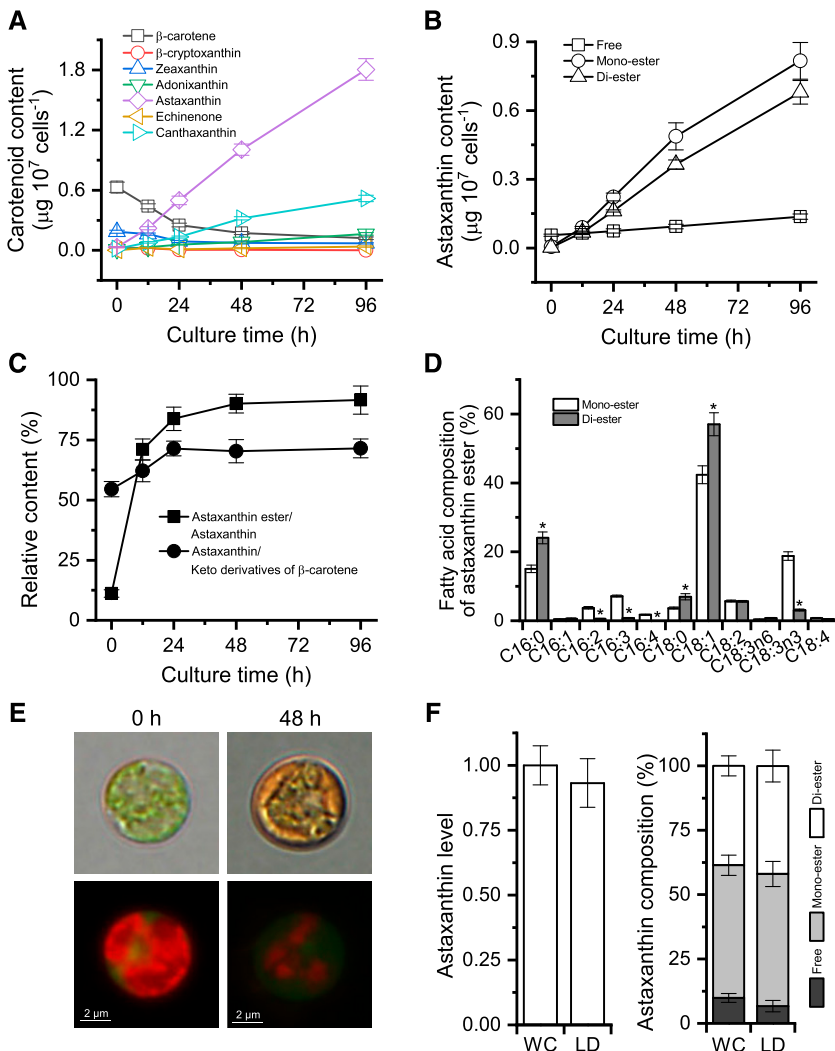 A
β-carotene
β-cryptoxanthin
Zeaxanthin
Adonixanthin
Astaxanthin
Echinenone
Canthaxanthin
Carotenoid content
(µg 10⁷ cells⁻¹)
1.8
1.2
0.6
0.0
0 24 48 72 96
Culture time (h)
B
Free
Mono-ester
Di-ester
Astaxanthin content
(µg 10⁷ cells⁻¹)
0.9
0.6
0.3
0.0
0 24 48 72 96
Culture time (h)
C
Relative content (%)
100
75
50
25
0
Astaxanthin ester/
Astaxanthin
Astaxanthin/
Keto derivatives of β-carotene
0 24 48 72 96
Culture time (h)
D
Mono-ester
Di-ester
Fatty acid composition
of astaxanthin ester (%)
60
40
20
0
* * * * * * *
C16:0 C16:1 C16:2 C16:3 C16:4 C18:0 C18:1 C18:2 C18:3n6 C18:3n3 C18:4
E
0 h 48 h
2 µm 2 µm
F
Astaxanthin level
1.00
0.75
0.50
0.25
0.00
WC LD
Astaxanthin composition (%)
100
75
50
25
0
WC LD
Free Mono-ester Di-ester